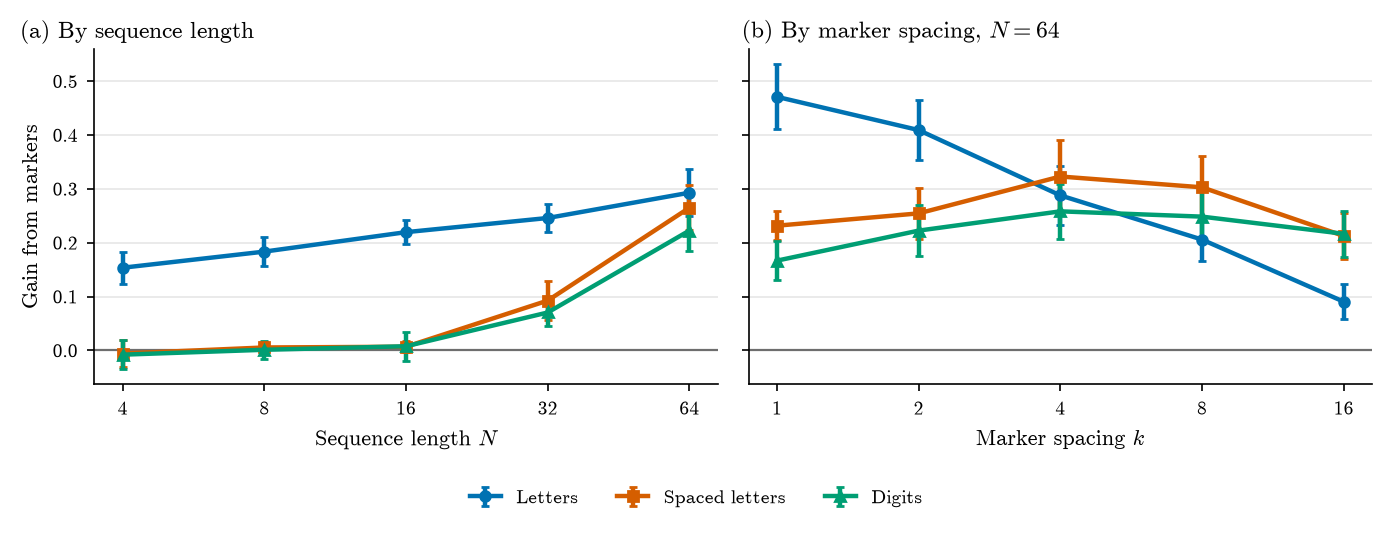 (a) By sequence length
(b) By marker spacing, N = 64
Gain from markers
0.5
0.4
0.3
0.2
0.1
0.0
4 8 16 32 64
1 2 4 8 16
Sequence length N
Marker spacing k
Letters Spaced letters Digits